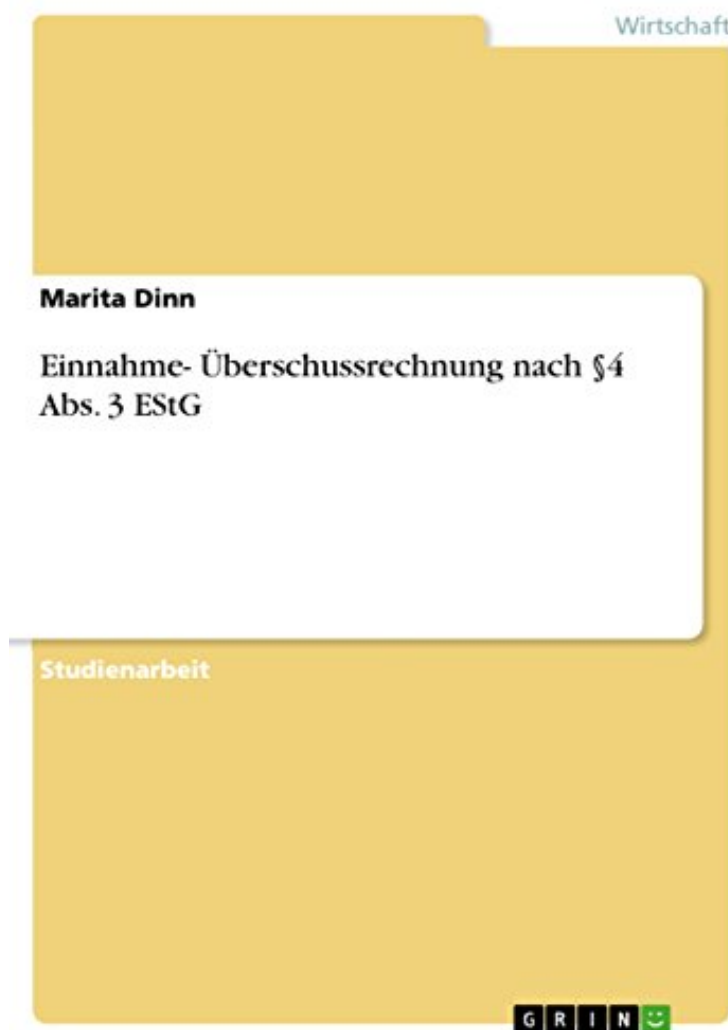 Wirtschaft
Marita Dinn
Einnahme- Überschussrechnung nach §4
Abs. 3 EStG
Studienarbeit
GRIN